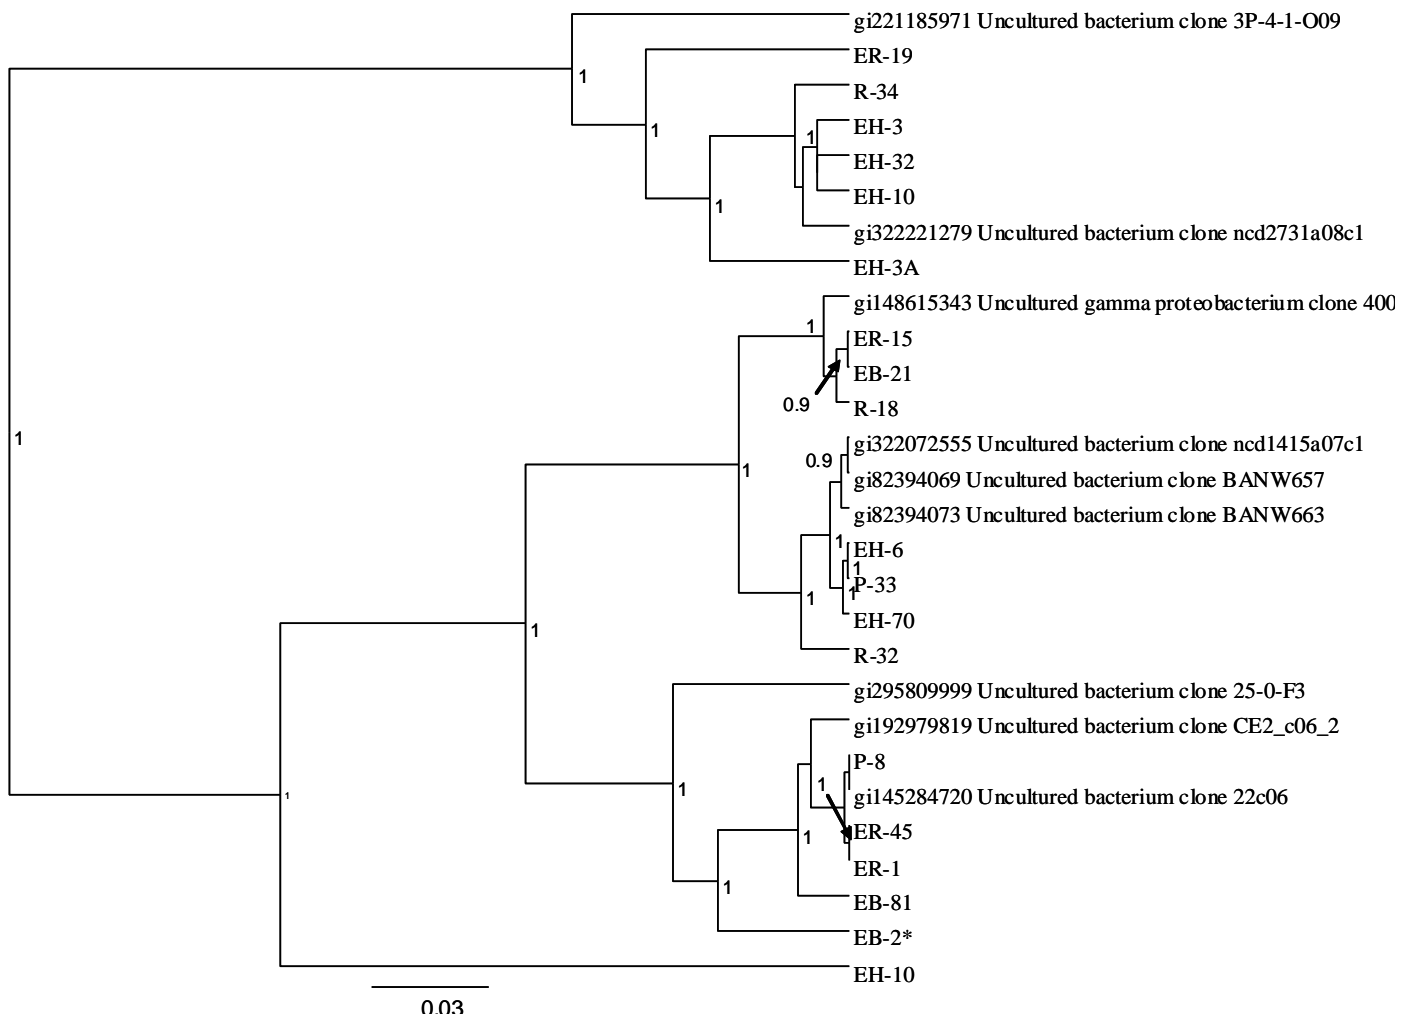 gi221185971 Uncultured bacterium clone 3P-4-1-O09
1
ER-19
1
R-34
EH-3
1
EH-32
EH-10
1
gi322221279 Uncultured bacterium clone ncd2731a08c1
EH-3A
gi148615343 Uncultured gamma proteobacterium clone 400
1
ER-15
EB-21
0.9
R-18
1
gi322072555 Uncultured bacterium clone ncd1415a07c1
0.9
1
gi82394069 Uncultured bacterium clone BANW657
gi82394073 Uncultured bacterium clone BANW663
1
EH-6
1
P-33
1
1
EH-70
1
R-32
gi295809999 Uncultured bacterium clone 25-0-F3
gi192979819 Uncultured bacterium clone CE2_c06_2
P-8
1
1
gi145284720 Uncultured bacterium clone 22c06
1
ER-45
1
ER-1
1
EB-81
EB-2*
EH-10
0.03